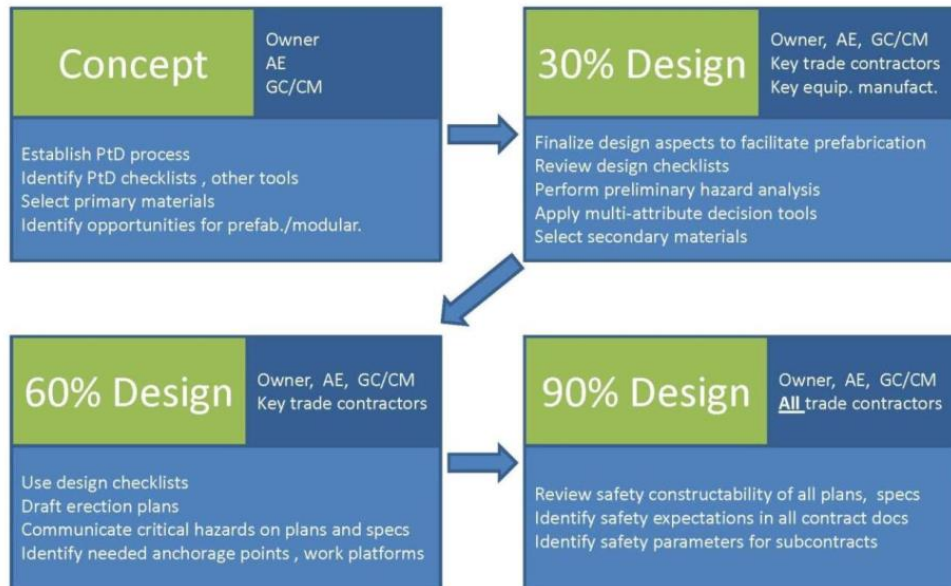 Concept
Owner
AE
GC/CM
Establish PtD process
Identify PtD checklists , other tools
Select primary materials
Identify opportunities for prefab./modular.
30% Design
Owner, AE, GC/CM
Key trade contractors
Key equip. manufact.
Finalize design aspects to facilitate prefabrication
Review design checklists
Perform preliminary hazard analysis
Apply multi-attribute decision tools
Select secondary materials
60% Design
Owner, AE, GC/CM
Key trade contractors
Use design checklists
Draft erection plans
Communicate critical hazards on plans and specs
Identify needed anchorage points , work platforms
90% Design
Owner, AE, GC/CM
All trade contractors
Review safety constructability of all plans, specs
Identify safety expectations in all contract docs
Identify safety parameters for subcontracts